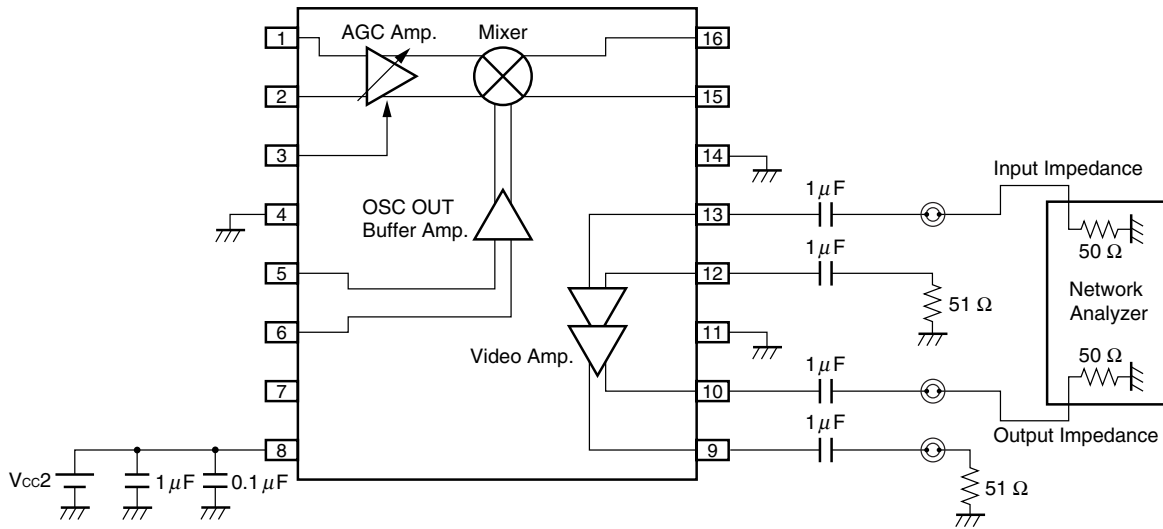 1
AGC Amp.
Mixer
16
2
15
3
14
Input Impedance
1 μF
4
OSC OUT
Buffer Amp.
13
50 Ω
1 μF
5
12
Network
Analyzer
51 Ω
6
11
Video Amp.
50 Ω
1 μF
7
10
1 μF
Output Impedance
8
9
VCC2
1 μF
0.1 μF
51 Ω